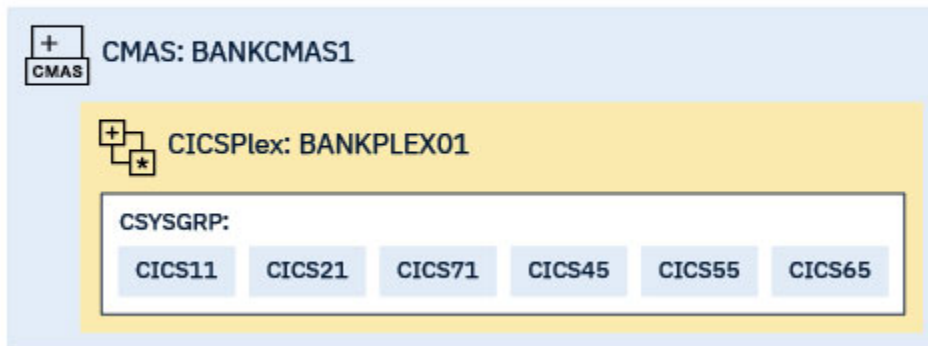 +
CMAS
CMAS: BANKCMAS1
+
*
CICSPlex: BANKPLEX01
CSYSGRP:
CICS11 CICS21 CICS71 CICS45 CICS55 CICS65